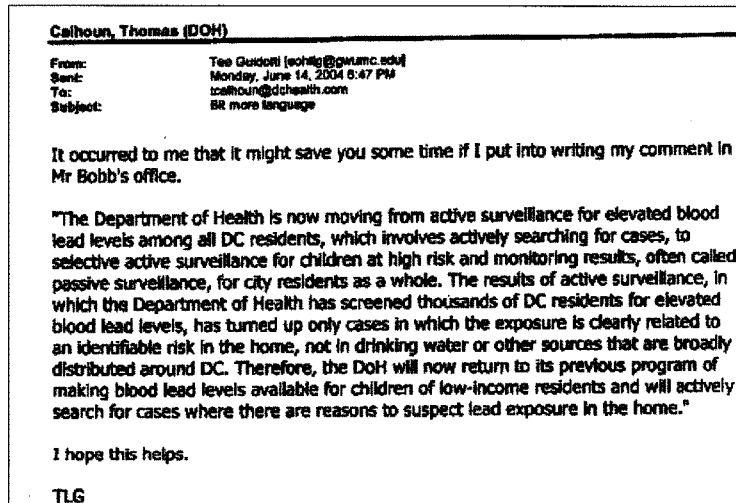 Calhoun, Thomas (DOH)
From: Tee Guidotti [eohtlg@gwumc.edu]
Sent: Monday, June 14, 2004 6:47 PM
To: tcalhoun@dchealth.com
Subject: BR more language
It occurred to me that it might save you some time if I put into writing my comment in
Mr Bobb's office.
"The Department of Health is now moving from active surveillance for elevated blood
lead levels among all DC residents, which involves actively searching for cases, to
selective active surveillance for children at high risk and monitoring results, often called
passive surveillance, for city residents as a whole. The results of active surveillance, in
which the Department of Health has screened thousands of DC residents for elevated
blood lead levels, has turned up only cases in which the exposure is clearly related to
an identifiable risk in the home, not in drinking water or other sources that are broadly
distributed around DC. Therefore, the DoH will now return to its previous program of
making blood lead levels available for children of low-income residents and will actively
search for cases where there are reasons to suspect lead exposure in the home."
I hope this helps.
TLG